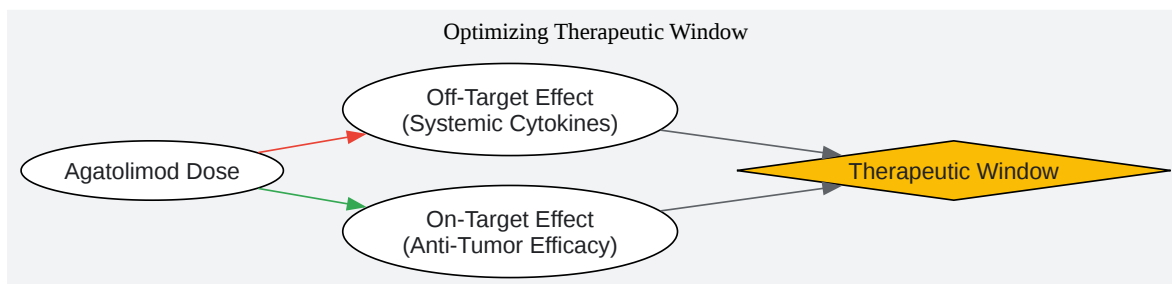 Optimizing Therapeutic Window
Off-Target Effect
(Systemic Cytokines)
Agatolimod Dose
Therapeutic Window
On-Target Effect
(Anti-Tumor Efficacy)